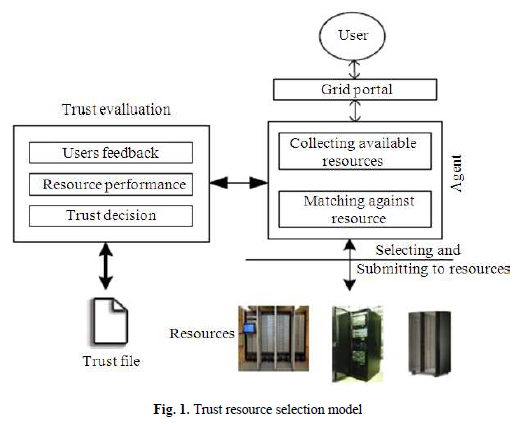 User
Grid portal
Trust evalluation
Users feedback
Resource performance
Trust decision
Collecting available
resources
Matching against
resource
Agent
Selecting and
Submitting to resources
Resources
Trust file
Fig. 1. Trust resource selection model